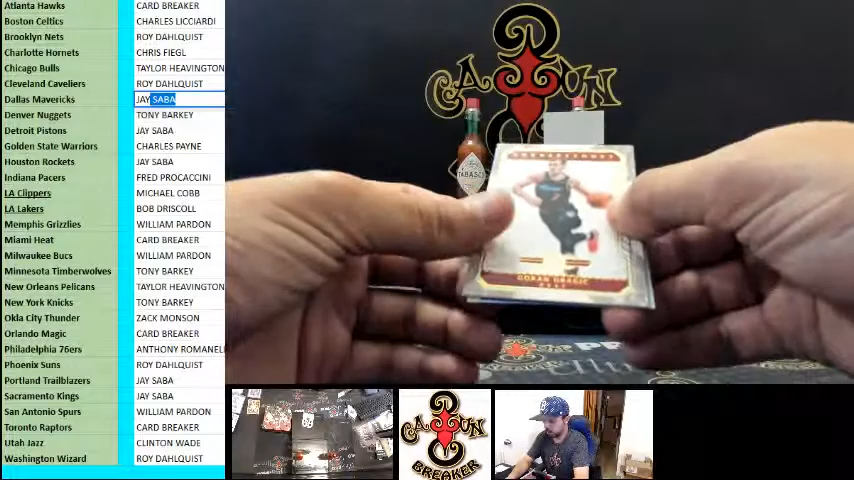 Atlanta Hawks CARD BREAKER
Boston Celtics CHARLES LICCIARDI
Brooklyn Nets ROY DAHLQUIST
Charlotte Hornets CHRIS FIEGL
Chicago Bulls TAYLOR HEAVINGTON
Cleveland Cavaliers ROY DAHLQUIST
Dallas Mavericks JAY SABA
Denver Nuggets TONY BARKEY
Detroit Pistons JAY SABA
Golden State Warriors CHARLES PAYNE
Houston Rockets JAY SABA
Indiana Pacers FRED PROCACCINI
LA Clippers MICHAEL COBB
LA Lakers BOB DRISCOLL
Memphis Grizzlies WILLIAM PARDON
Miami Heat CARD BREAKER
Milwaukee Bucs WILLIAM PARDON
Minnesota Timberwolves TONY BARKEY
New Orleans Pelicans TAYLOR HEAVINGTON
New York Knicks TONY BARKEY
Okla City Thunder ZACK MONSON
Orlando Magic CARD BREAKER
Philadelphia 76ers ANTHONY ROMANELL
Phoenix Suns ROY DAHLQUIST
Portland Trailblazers JAY SABA
Sacramento Kings JAY SABA
San Antonio Spurs WILLIAM PARDON
Toronto Raptors CARD BREAKER
Utah Jazz CLINTON WADE
Washington Wizard ROY DAHLQUIST
CAJUN
TABASCO
GORAN DRAGIC
HEAT
CAJUN
BREAKER